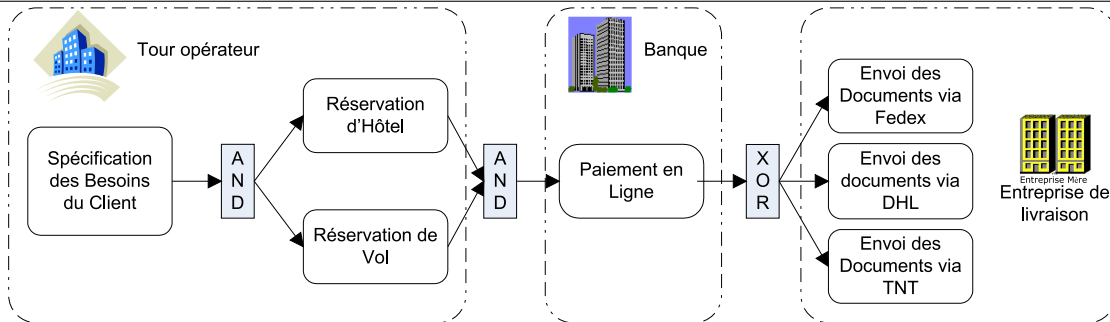 Tour opérateur
Spécification
des Besoins
du Client
A
N
D
Réservation
d'Hôtel
Réservation de
Vol
A
N
D
Banque
Paiement en
Ligne
X
O
R
Envoi des
Documents via
Fedex
Envoi des
documents via
DHL
Envoi des
Documents via
TNT
Entreprise Mère
Entreprise de
livraison